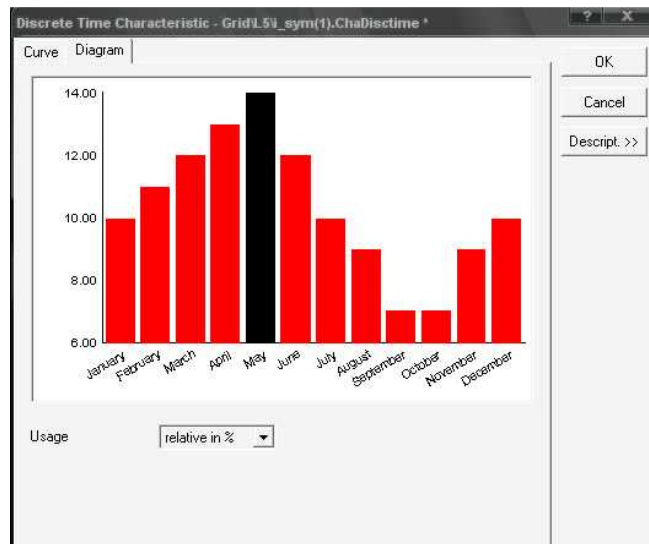 Discrete Time Characteristic - Grid\L5\i_sym(1).ChaDisctime *
? X
Curve
Diagram
OK
Cancel
Descript. >>
14.00
12.00
10.00
8.00
6.00
January
February
March
April
May
June
July
August
September
October
November
December
Usage
relative in %